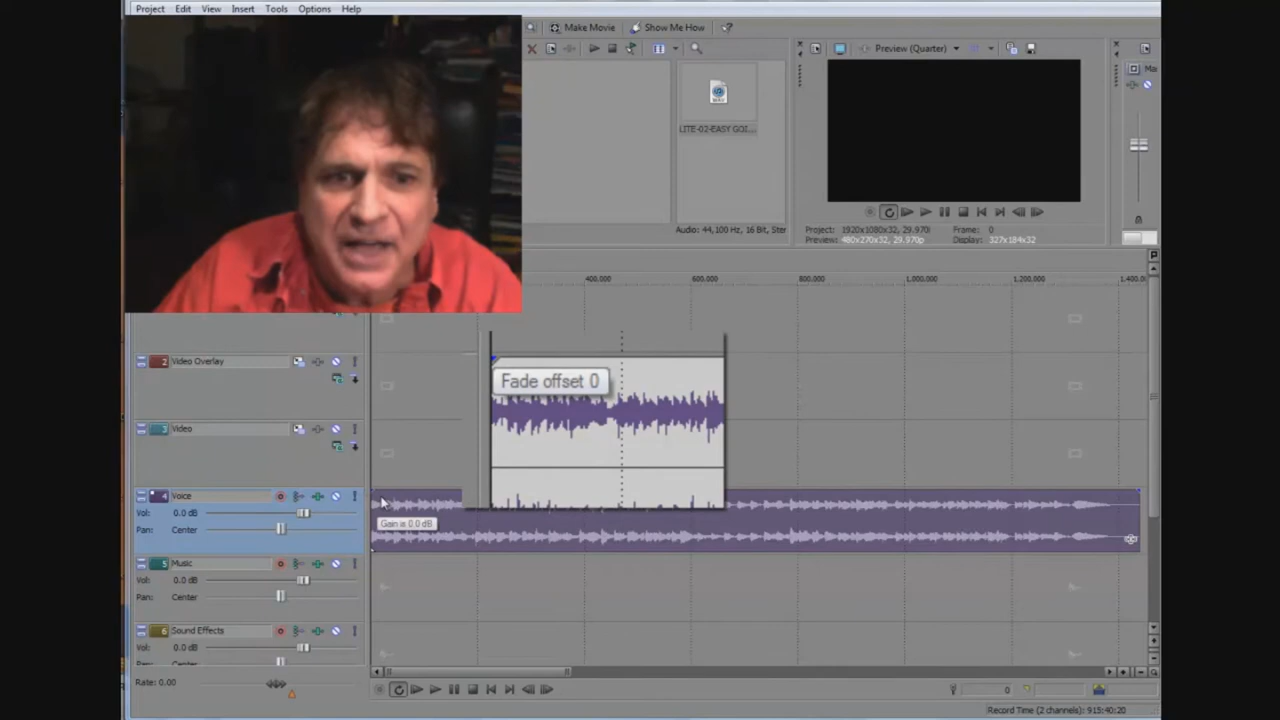 Project Edit View Insert Tools Options Help
Make Movie Show Me How
Preview (Quarter)
WAV
LITE-02-EASY GOI...
Audio: 44,100 Hz, 16 Bit, Ster
Project: 1920x1080x32, 29.970i Frame: 0
Preview: 480x270x32, 29.970p Display: 327x184x32
400,000 600,000 800,000 1,000,000 1,200,000
2 Video Overlay
Fade offset 0
3 Video
4 Voice
Vol: 0.0 dB
Gain is 0.0 dB
Pan: Center
5 Music
Vol: 0.0 dB
Pan: Center
6 Sound Effects
Vol: 0.0 dB
Pan: Center
Rate: 0.00
0
Record Time (2 channels): 915:40:20